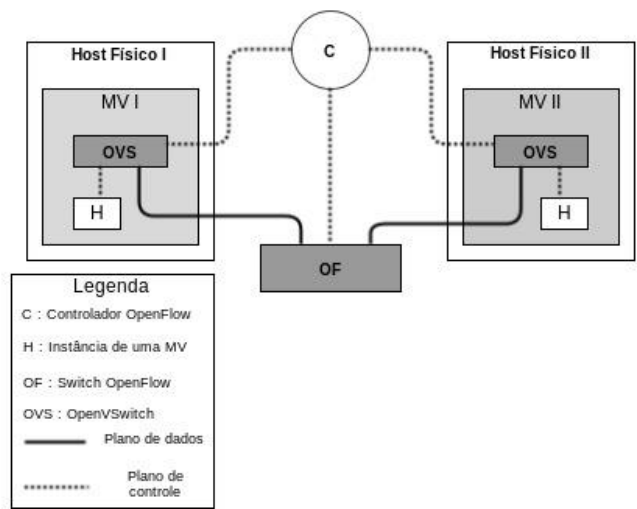 Host Físico I
C
Host Físico II
MV I
MV II
OVS
OVS
H
H
OF
Legenda
C : Controlador OpenFlow
H : Instância de uma MV
OF : Switch OpenFlow
OVS : OpenVSwitch
Plano de dados
Plano de
controle